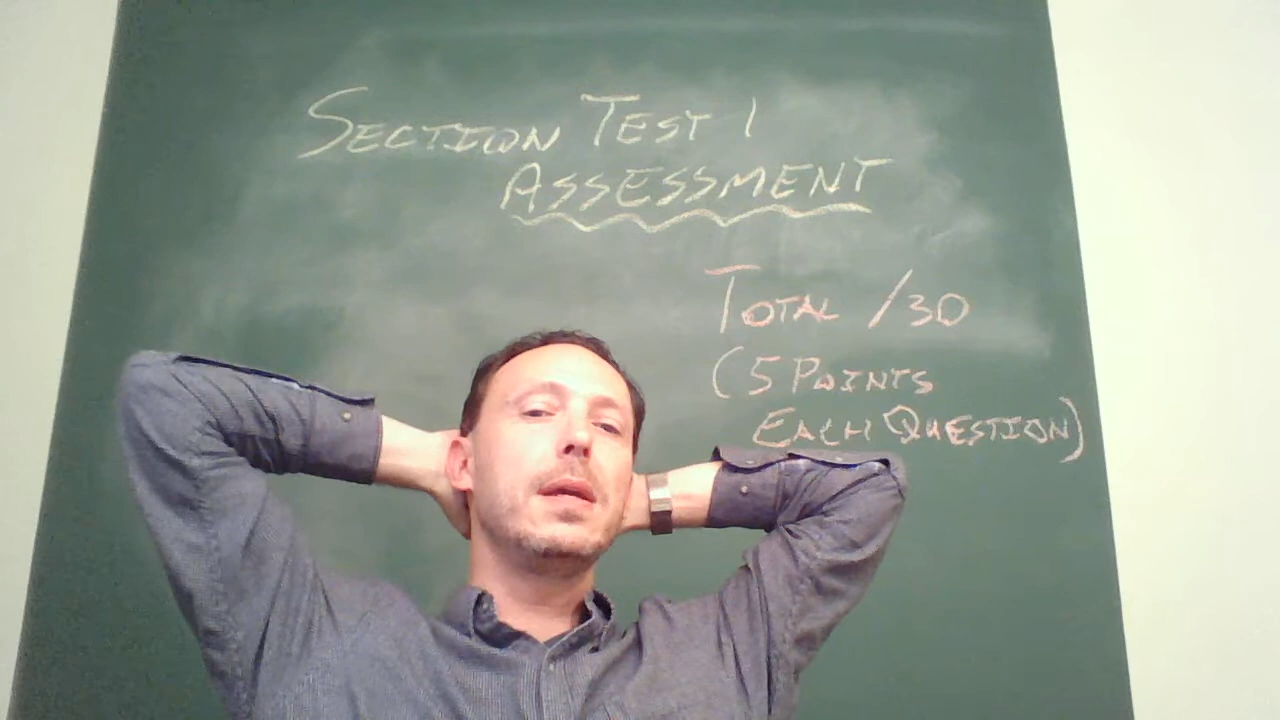 SECTION TEST 1
ASSESSMENT
TOTAL /30
(5 POINTS
EACH QUESTION)